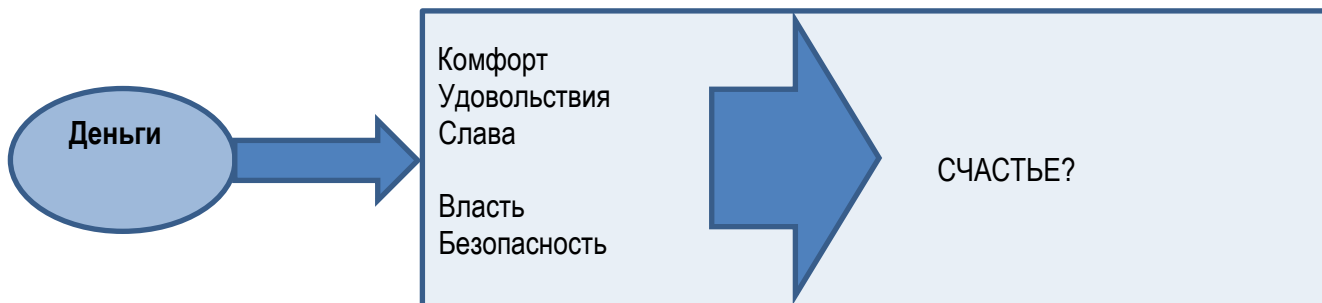 Деньги
Комфорт
Удовольствия
Слава
Власть
Безопасность
СЧАСТЬЕ?